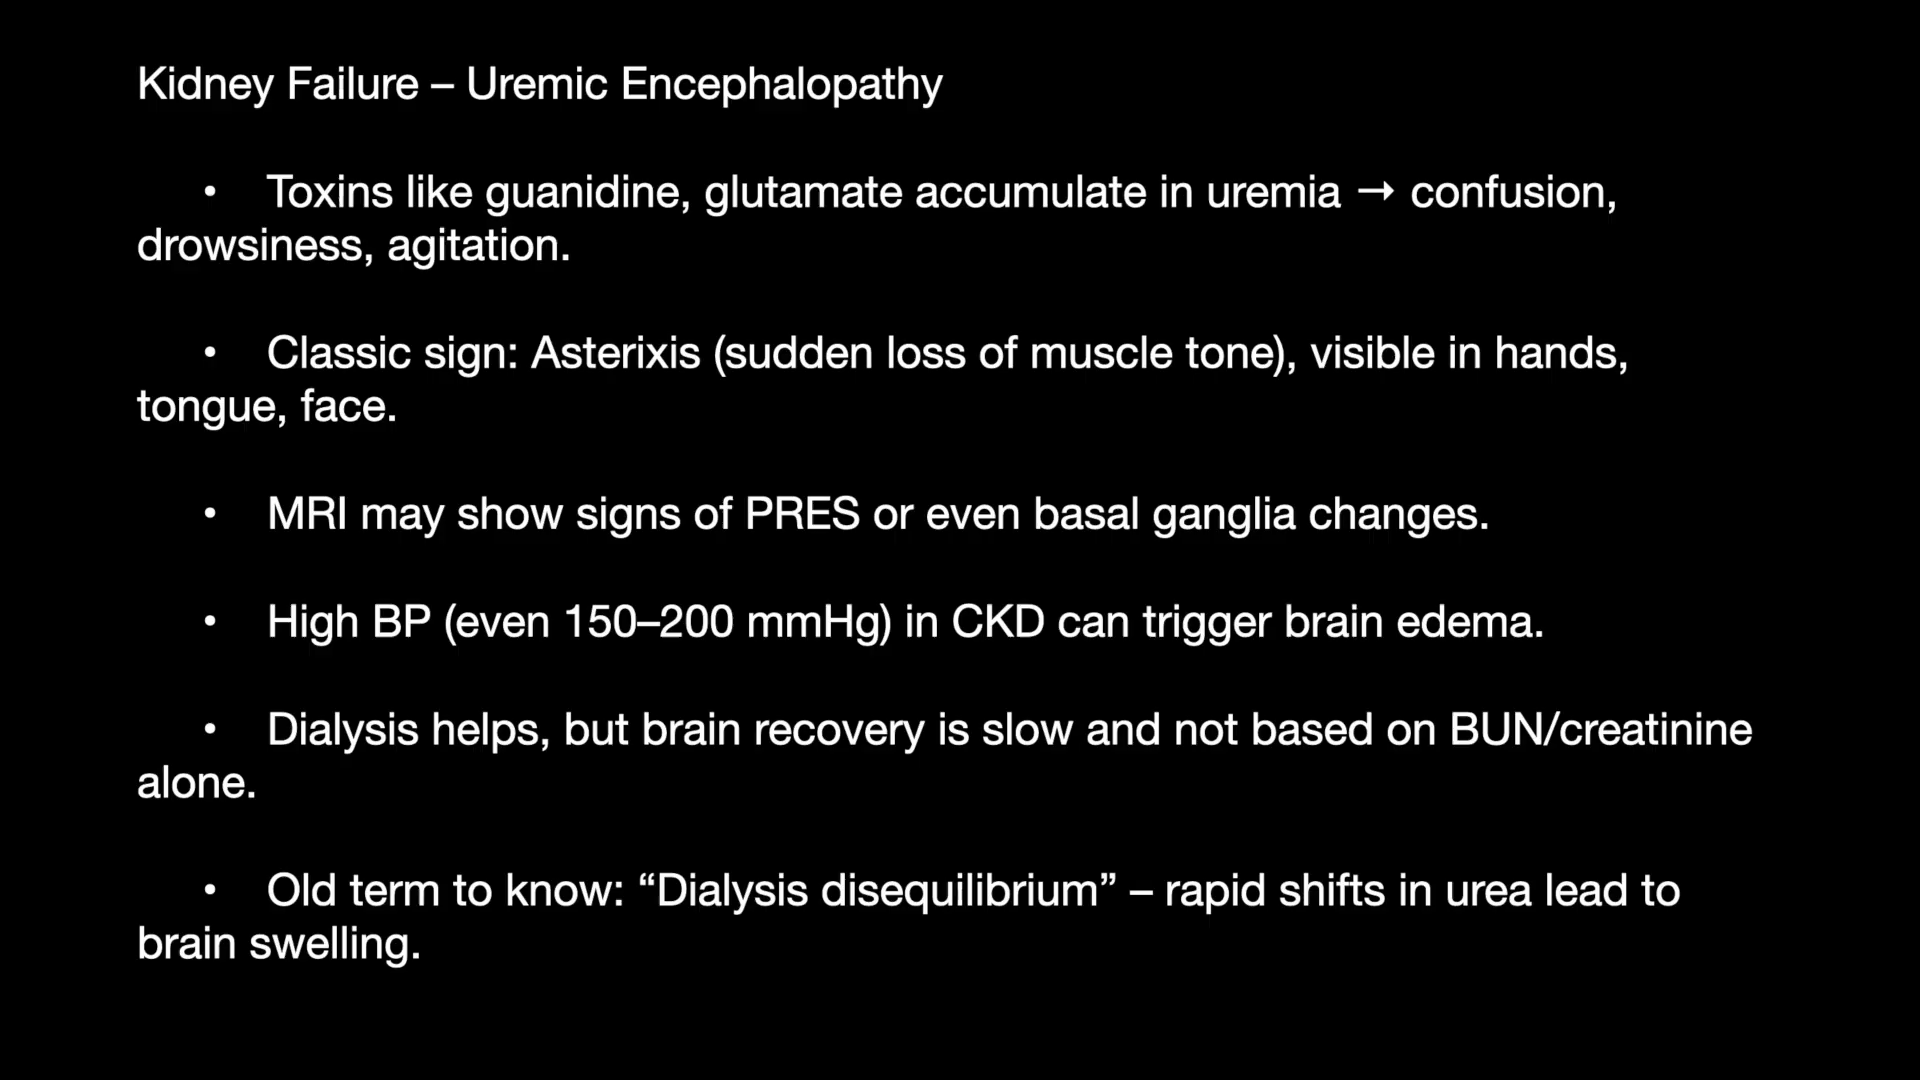 Kidney Failure – Uremic Encephalopathy
• Toxins like guanidine, glutamate accumulate in uremia → confusion,
drowsiness, agitation.
• Classic sign: Asterixis (sudden loss of muscle tone), visible in hands,
tongue, face.
• MRI may show signs of PRES or even basal ganglia changes.
• High BP (even 150–200 mmHg) in CKD can trigger brain edema.
• Dialysis helps, but brain recovery is slow and not based on BUN/creatinine
alone.
• Old term to know: “Dialysis disequilibrium” – rapid shifts in urea lead to
brain swelling.